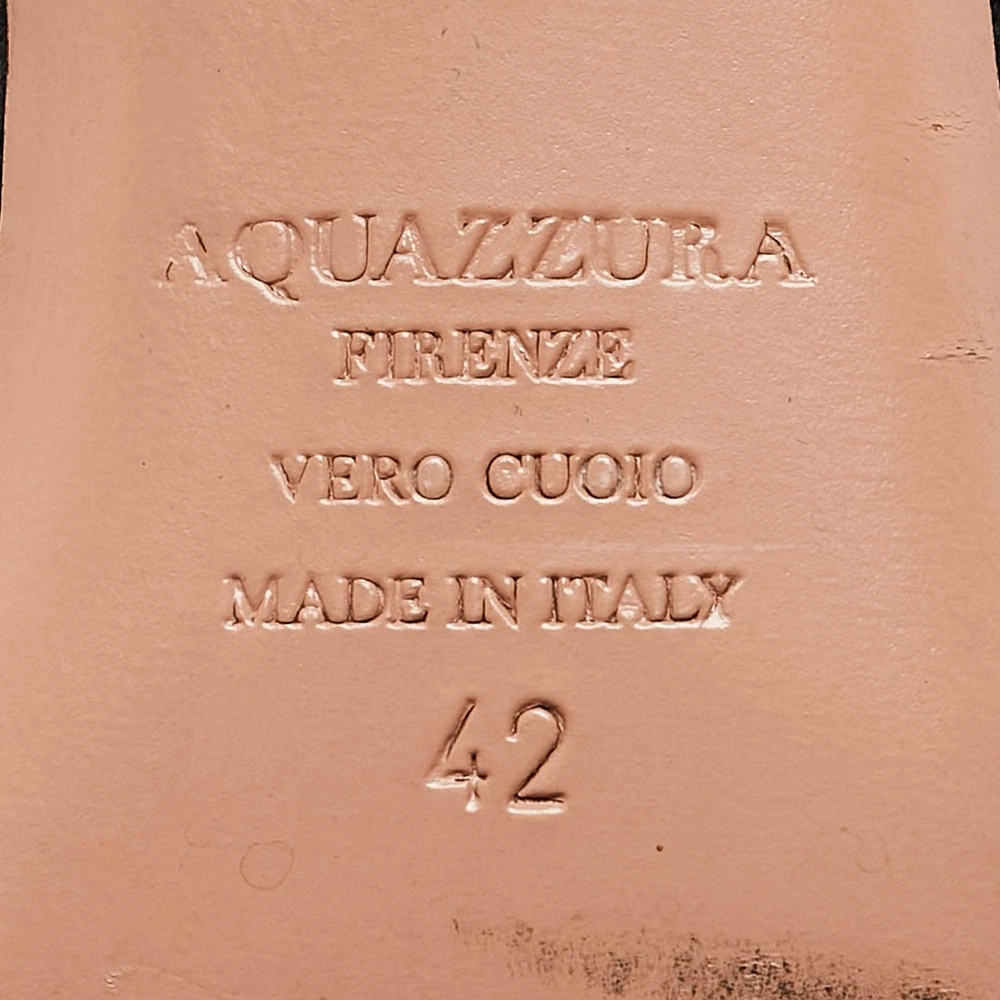 AQUAZZURA
FIRENZE
VERO CUOIO
MADE IN ITALY
42